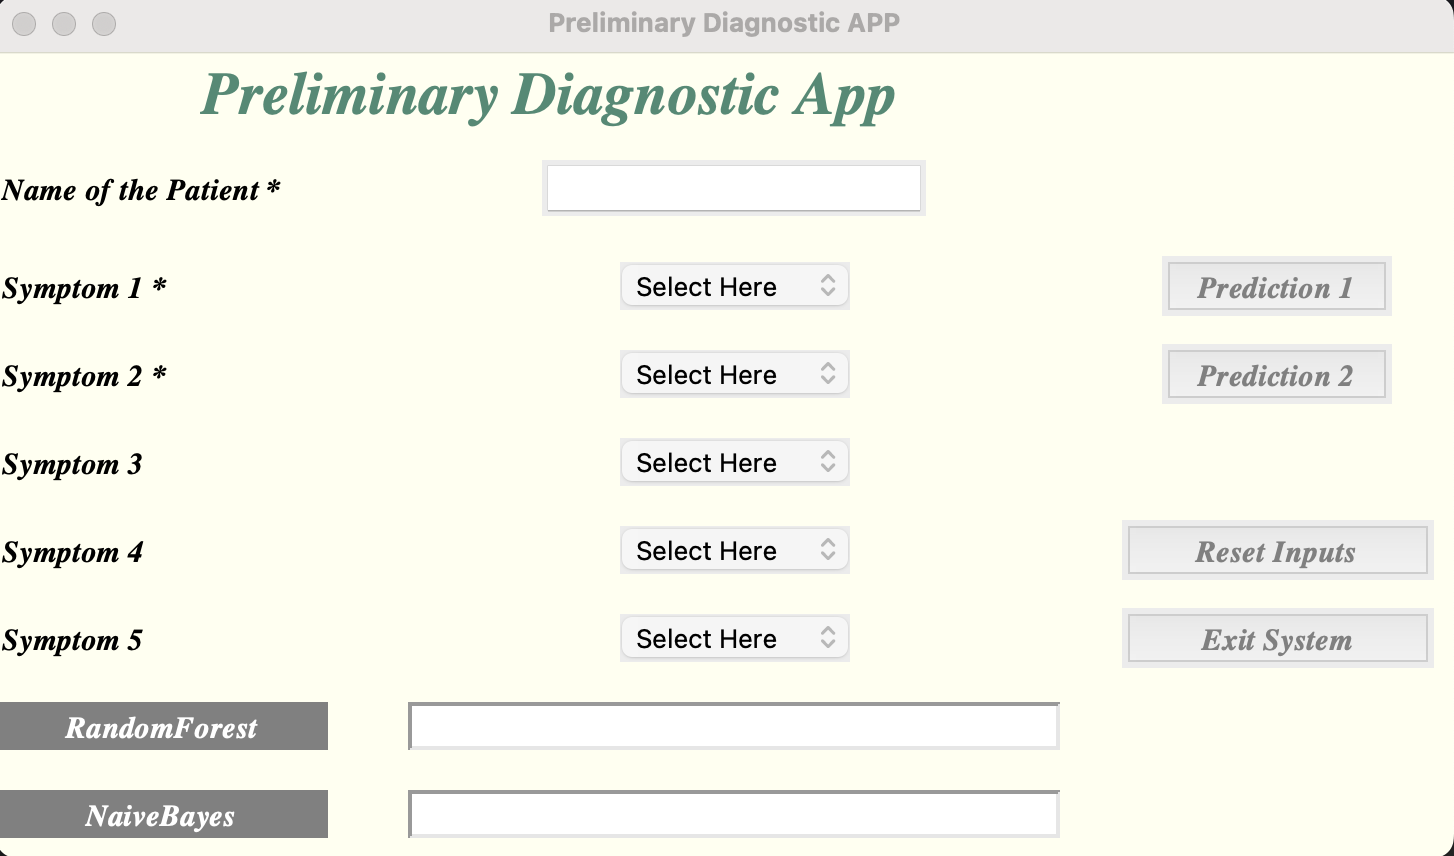 Preliminary Diagnostic APP
Preliminary Diagnostic App
Name of the Patient *
Symptom 1 * Select Here Prediction 1
Symptom 2 * Select Here Prediction 2
Symptom 3 Select Here
Symptom 4 Select Here Reset Inputs
Symptom 5 Select Here Exit System
RandomForest
NaiveBayes